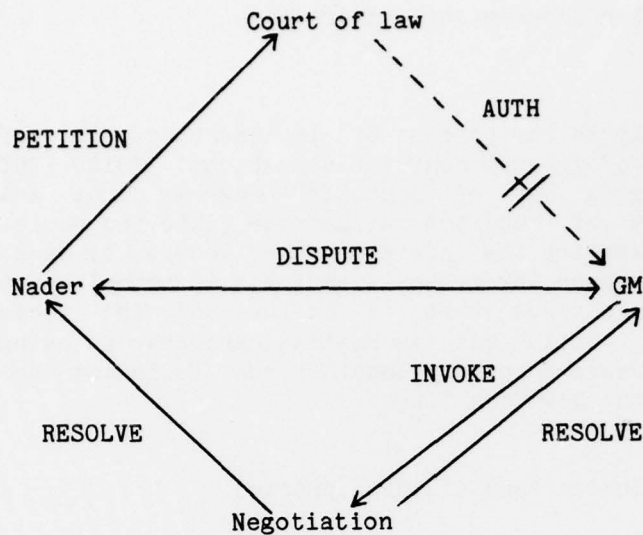 Court of law
AUTH
PETITION
DISPUTE
Nader GM
INVOKE
RESOLVE RESOLVE
Negotiation